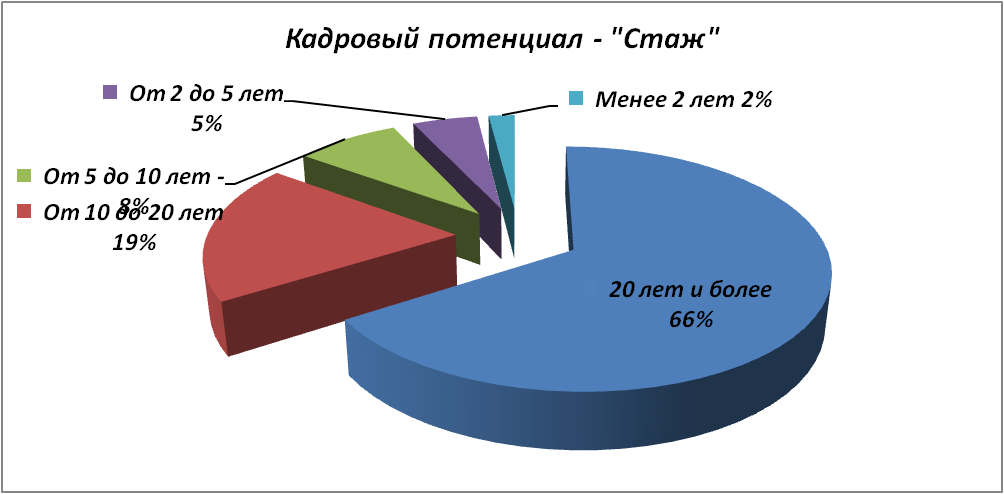 Кадровый потенциал - "Стаж"
От 2 до 5 лет
5%
Менее 2 лет 2%
От 5 до 10 лет -
8%
От 10 до 20 лет
19%
20 лет и более
66%